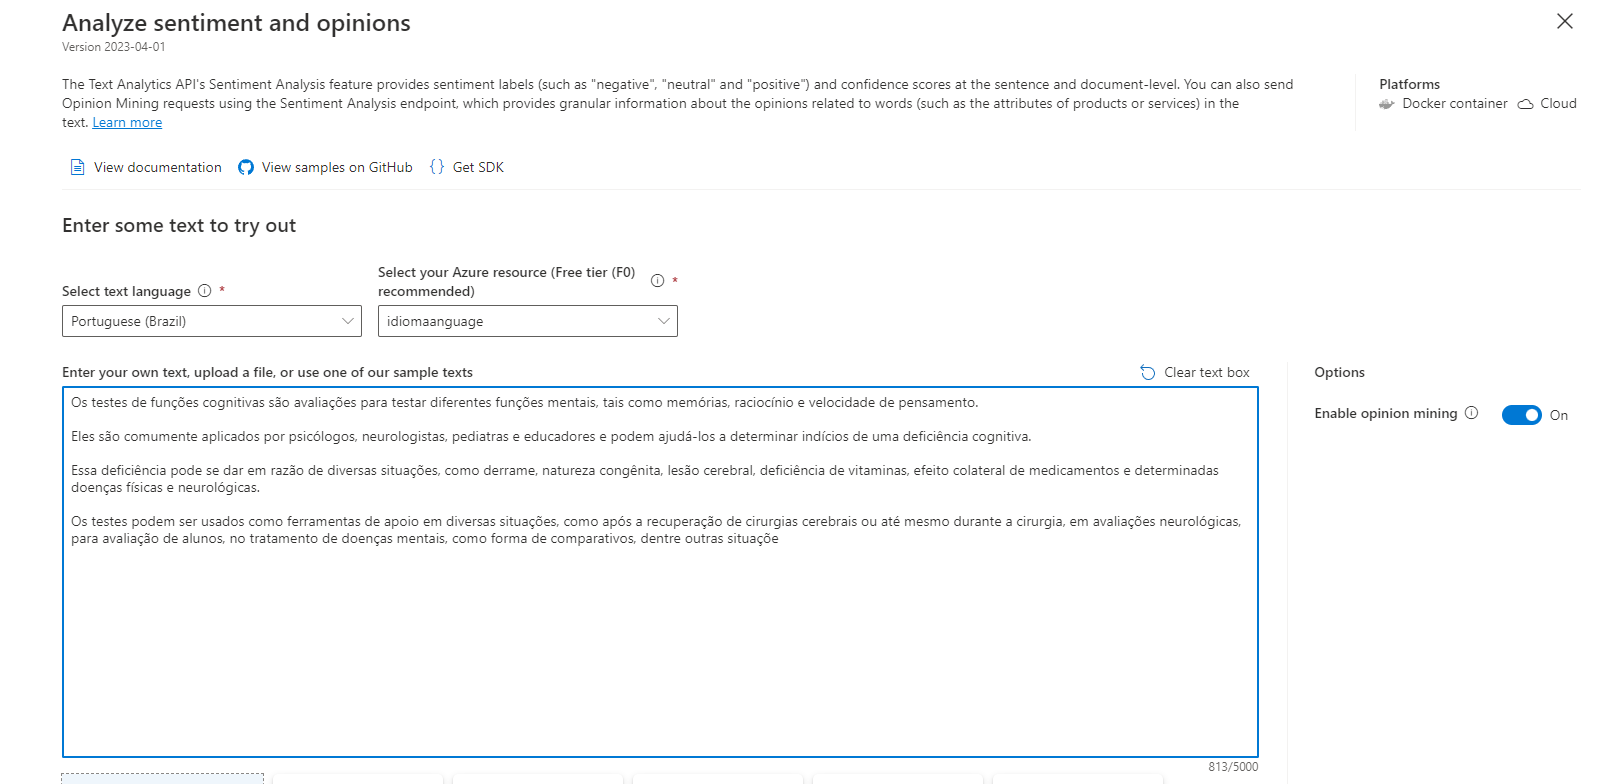 Analyze sentiment and opinions
Version 2023-04-01
The Text Analytics API's Sentiment Analysis feature provides sentiment labels (such as "negative", "neutral" and "positive") and confidence scores at the sentence and document-level. You can also send
Opinion Mining requests using the Sentiment Analysis endpoint, which provides granular information about the opinions related to words (such as the attributes of products or services) in the
text. Learn more
Platforms
Docker container Cloud
View documentation View samples on GitHub {} Get SDK
Enter some text to try out
Select text language *
Portuguese (Brazil)
Select your Azure resource (Free tier (F0)
recommended) *
idiomaanguage
Enter your own text, upload a file, or use one of our sample texts
Clear text box
Os testes de funções cognitivas são avaliações para testar diferentes funções mentais, tais como memórias, raciocínio e velocidade de pensamento.
Eles são comumente aplicados por psicólogos, neurologistas, pediatras e educadores e podem ajudá-los a determinar indícios de uma deficiência cognitiva.
Essa deficiência pode se dar em razão de diversas situações, como derrame, natureza congênita, lesão cerebral, deficiência de vitaminas, efeito colateral de medicamentos e determinadas
doenças físicas e neurológicas.
Os testes podem ser usados como ferramentas de apoio em diversas situações, como após a recuperação de cirurgias cerebrais ou até mesmo durante a cirurgia, em avaliações neurológicas,
para avaliação de alunos, no tratamento de doenças mentais, como forma de comparativos, dentre outras situaçõe
813/5000
Options
Enable opinion mining On